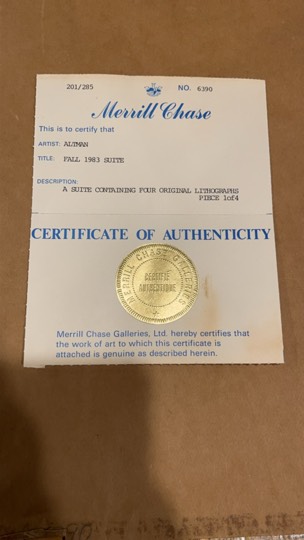 201/285 NO. 6390
Merrill Chase
This is to certify that
ARTIST: ALTMAN
TITLE: FALL 1983 SUITE
DESCRIPTION:
A SUITE CONTAINING FOUR ORIGINAL LITHOGRAPHS
PIECE 1of4
CERTIFICATE OF AUTHENTICITY
MERRILL CHASE GALLERIES
AUTHENTIQUE
Merrill Chase Galleries, Ltd. hereby certifies that
the work of art to which this certificate is
attached is genuine as described herein.